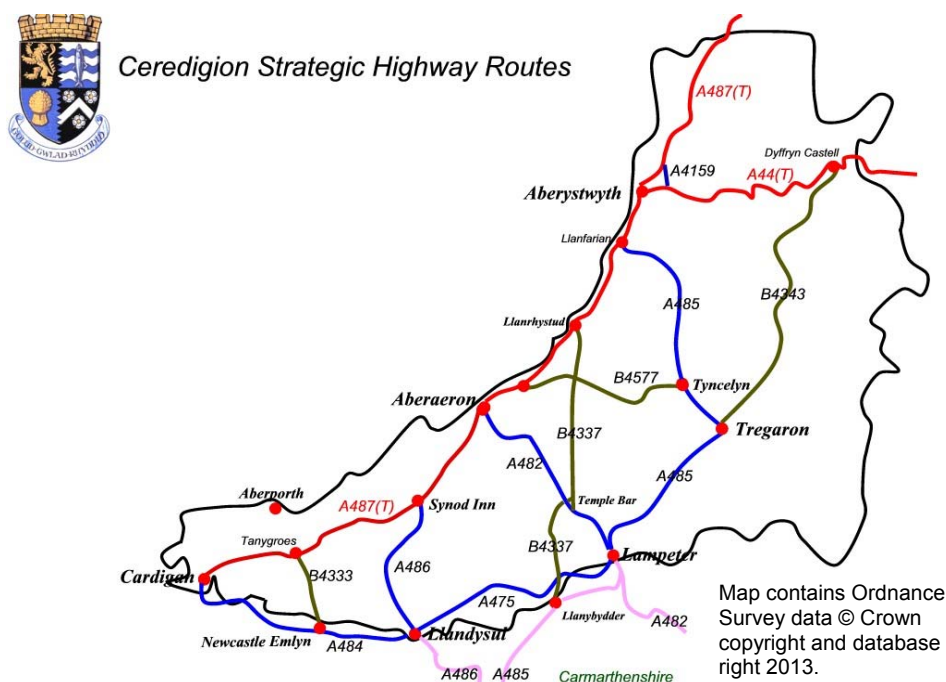 Ceredigion Strategic Highway Routes
A487(T)
Dyffryn Castell
A4159
A44(T)
Aberystwyth
Llanfarian
A485
B4343
Llanrhystud
B4577
Tyncelyn
Aberaeron
B4337
Tregaron
A482
A485
Aberporth
A487(T)
Synod Inn
Temple Bar
Tanygroes
B4337
Lampeter
Cardigan
B4333
A486
A475
Llanybydder
A482
Newcastle Emlyn
A484
Llandysul
A486
A485
Carmarthenshire
Map contains Ordnance
Survey data © Crown
copyright and database
right 2013.